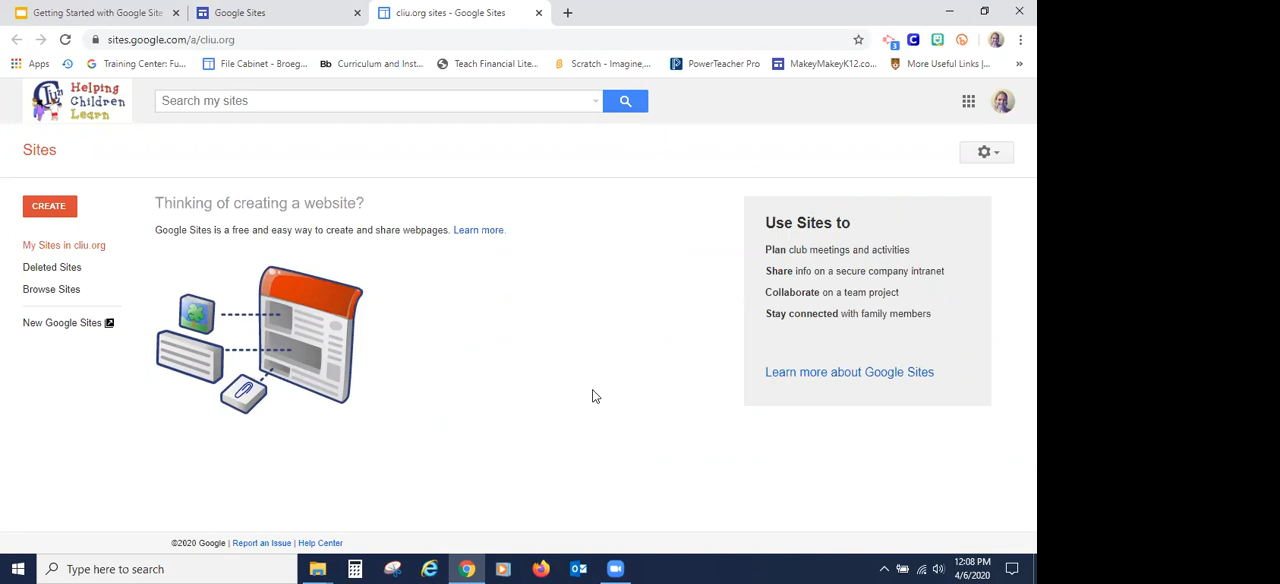 Getting Started with Google Site
Google Sites
cliu.org sites - Google Sites
sites.google.com/a/cliu.org
Apps
Training Center: Fu...
File Cabinet - Broeg...
Bb Curriculum and Inst...
Teach Financial Lite...
Scratch - Imagine,...
PowerTeacher Pro
MakeyMakeyK12.co...
More Useful Links |...
Helping
Children
Learn
Search my sites
Sites
CREATE
Thinking of creating a website?
Google Sites is a free and easy way to create and share webpages. Learn more.
My Sites in cliu.org
Deleted Sites
Browse Sites
New Google Sites
Use Sites to
Plan club meetings and activities
Share info on a secure company intranet
Collaborate on a team project
Stay connected with family members
Learn more about Google Sites
©2020 Google | Report an Issue | Help Center
Type here to search
12:08 PM
4/6/2020